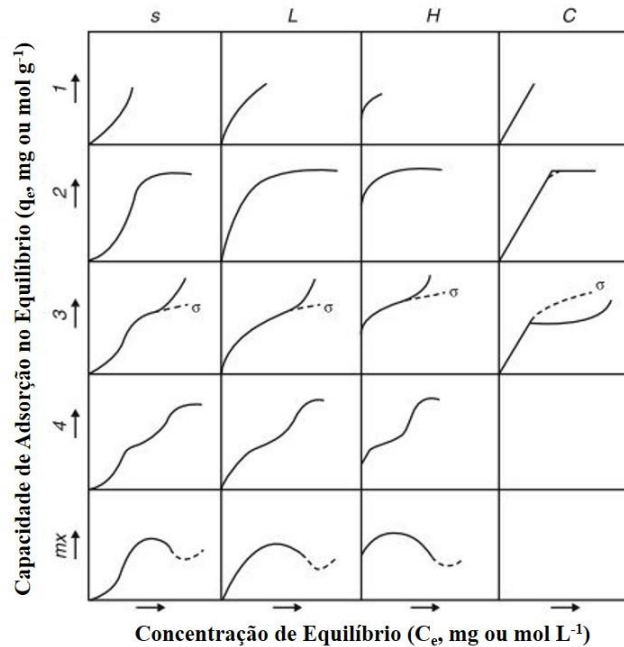 s L H C
1
2
3
4
mx
σ
σ
σ
σ
Capacidade de Adsorção no Equilíbrio (qₑ, mg ou mol g⁻¹)
Concentração de Equilíbrio (Cₑ, mg ou mol L⁻¹)